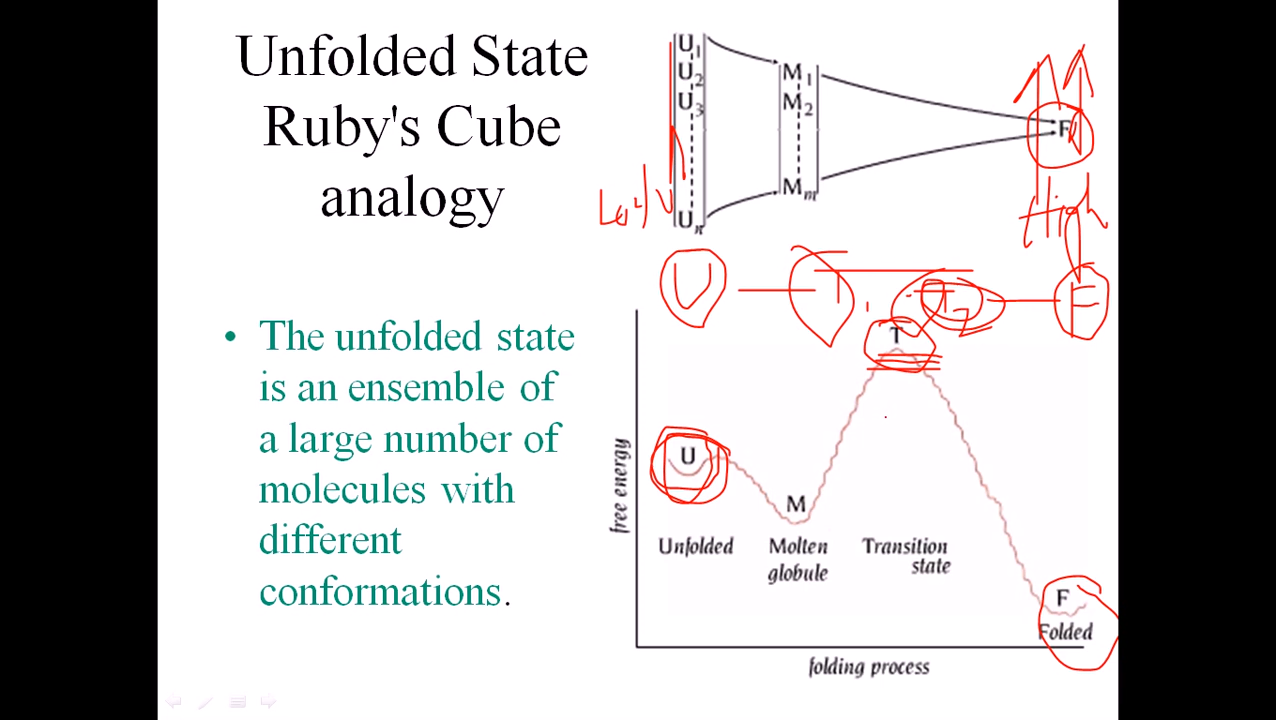 Unfolded State
Ruby's Cube
analogy
• The unfolded state
is an ensemble of
a large number of
molecules with
different
conformations.
U1
U2
U3
Un
M1
M2
Mm
F
High
U
F
T
U
M
F
free energy
Unfolded
Molten
globule
Transition
state
Folded
folding process